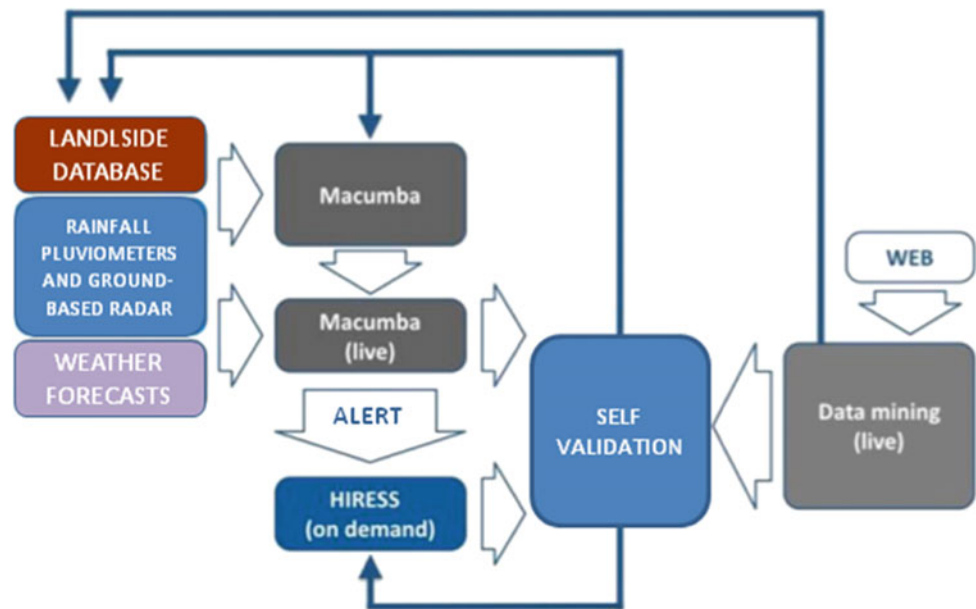 LANDLSIDE
DATABASE
RAINFALL
PLUVIOMETERS
AND GROUND-
BASED RADAR
WEATHER
FORECASTS
Macumba
Macumba
(live)
ALERT
HIRESS
(on demand)
SELF
VALIDATION
WEB
Data mining
(live)